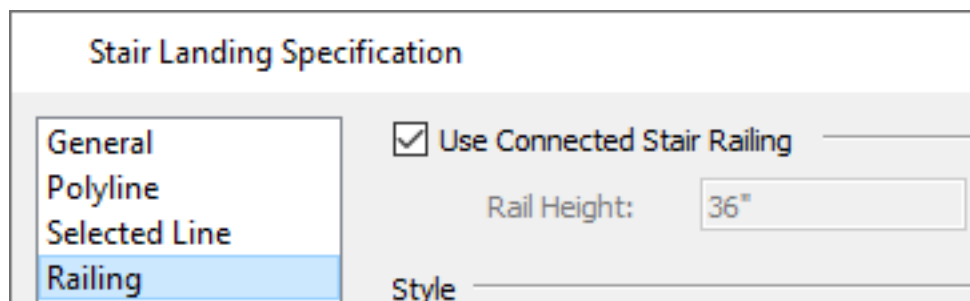 Stair Landing Specification
General
Polyline
Selected Line
Railing
Use Connected Stair Railing
Rail Height: 36"
Style